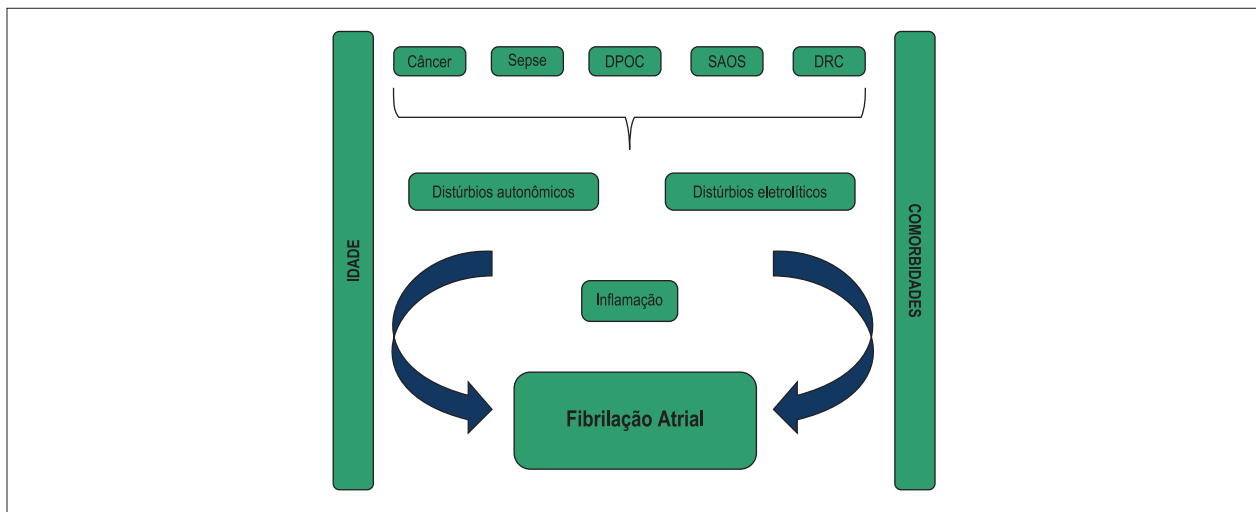 Câncer
Sepse
DPOC
SAOS
DRC
Distúrbios autonômicos
Distúrbios eletrolíticos
IDADE
COMORBIDADES
Inflamação
Fibrilação Atrial